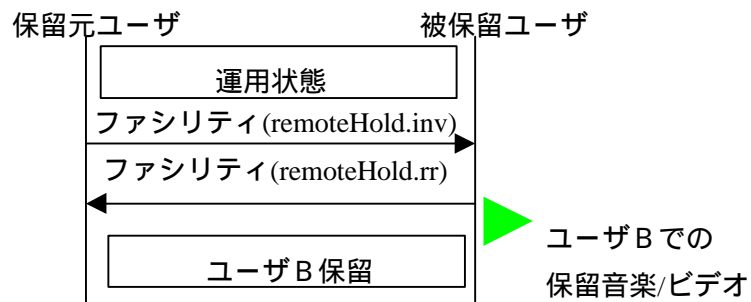 保留元ユーザ
被保留ユーザ
運用状態
ファシリティ(remoteHold.inv)
ファシリティ(remoteHold.rr)
ユーザB保留
ユーザBでの
保留音楽/ビデオ